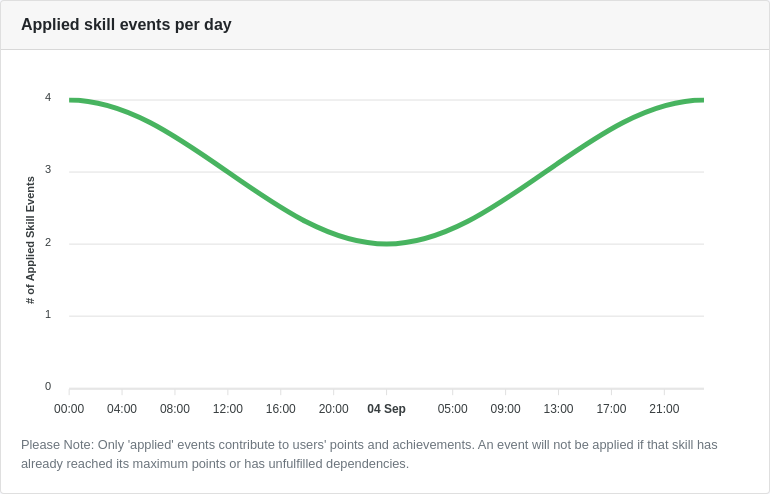 Applied skill events per day
# of Applied Skill Events
4
3
2
1
0
00:00 04:00 08:00 12:00 16:00 20:00 04 Sep 05:00 09:00 13:00 17:00 21:00
Please Note: Only 'applied' events contribute to users' points and achievements. An event will not be applied if that skill has
already reached its maximum points or has unfulfilled dependencies.